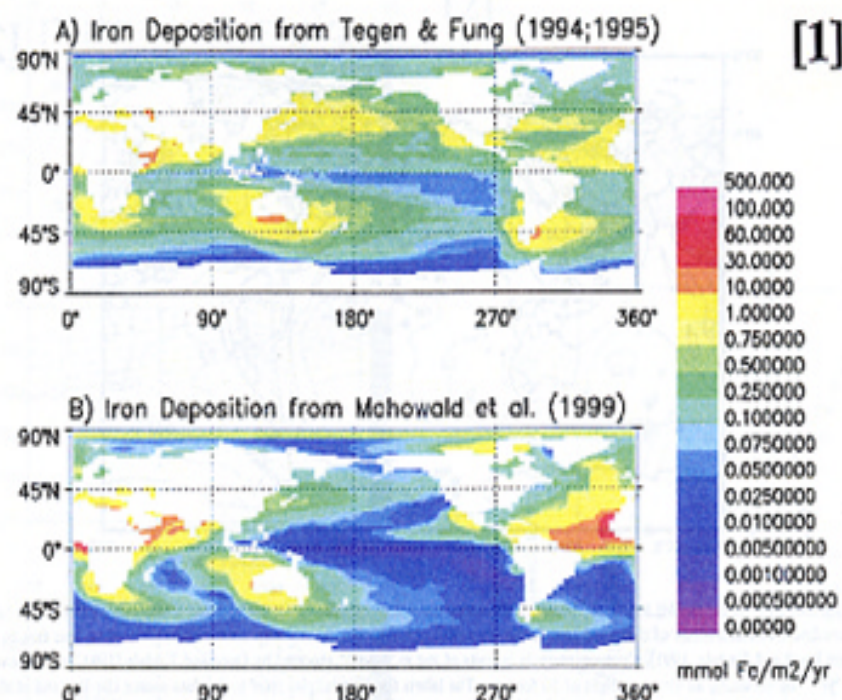 A) Iron Deposition from Tegen & Fung (1994;1995)
[1]
90°N
45°N
0°
45°S
90°S
0° 90° 180° 270° 360°
B) Iron Deposition from Mahowald et al. (1999)
90°N
45°N
0°
45°S
90°S
0° 90° 180° 270° 360°
500.000
100.000
60.0000
30.0000
10.0000
1.00000
0.750000
0.500000
0.250000
0.100000
0.0750000
0.0500000
0.0250000
0.0100000
0.00500000
0.00100000
0.000500000
0.00000
mmol Fe/m2/yr